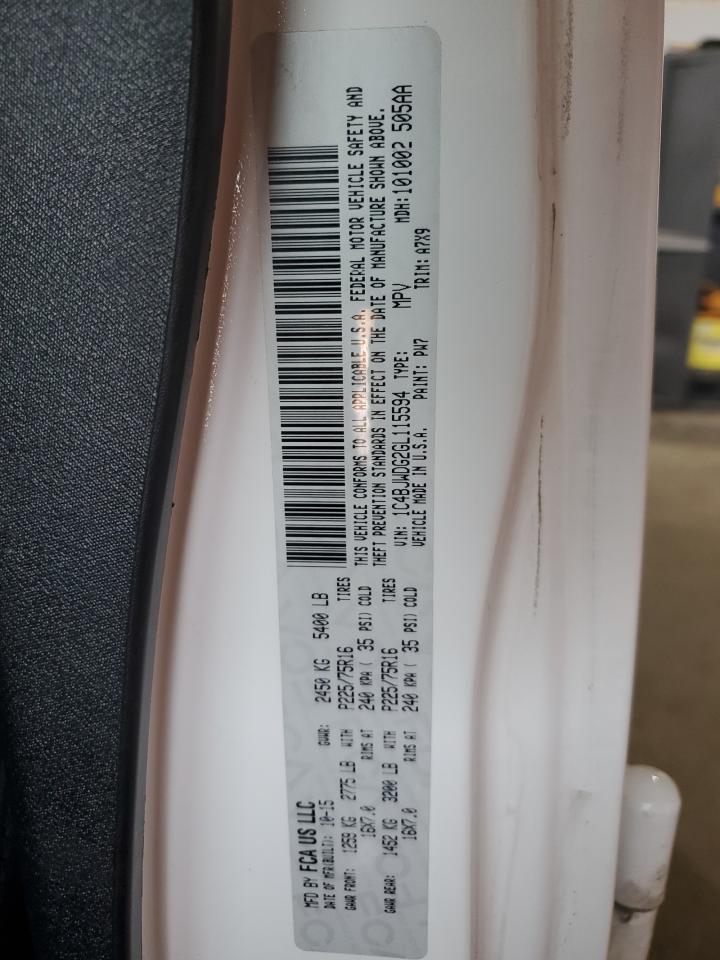 MFD BY FCA US LLC
DATE OF MFR(BUILT): 10-15 GVWR: 2450 KG 5400 LB
GAWR FRONT: 1259 KG 2775 LB WITH P225/75R16 TIRES
16X7.0 RIMS AT 240 KPA ( 35 PSI) COLD
GAWR REAR: 1452 KG 3200 LB WITH P225/75R16 TIRES
16X7.0 RIMS AT 240 KPA ( 35 PSI) COLD
THIS VEHICLE CONFORMS TO ALL APPLICABLE U.S.A. FEDERAL MOTOR VEHICLE SAFETY AND
THEFT PREVENTION STANDARDS IN EFFECT ON THE DATE OF MANUFACTURE SHOWN ABOVE.
VIN: 1C4BJWDG2GL115594 TYPE: MPV MDH:101002 505AA
VEHICLE MADE IN U.S.A. PAINT: PW7 TRIM: A7X9